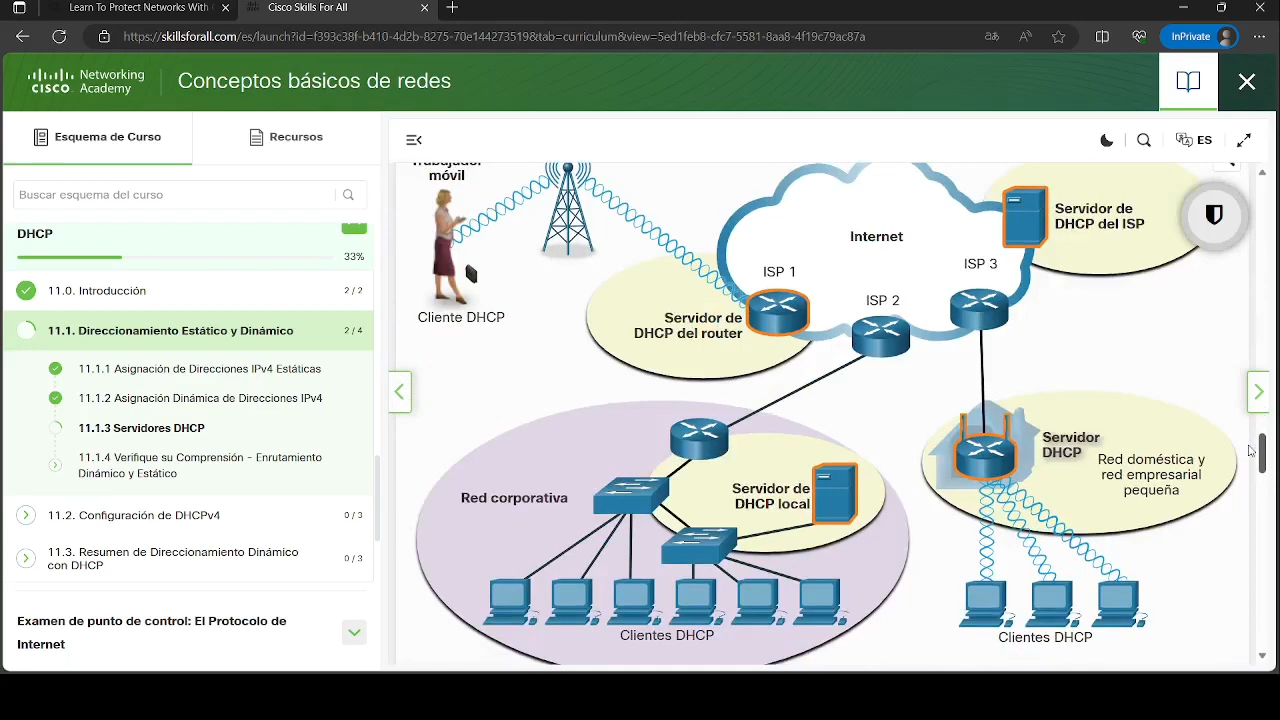 Learn To Protect Networks With
Cisco Skills For All
https://skillsforall.com/es/launch?id=f393c38f-b410-4d2b-8275-70e144273519&tab=curriculum&view=5ed1feb8-cfc7-5581-8aa8-4f19c79ac87a
InPrivate
CISCO
Networking
Academy
Conceptos básicos de redes
Esquema de Curso
Recursos
ES
Buscar esquema del curso
DHCP
33%
11.0. Introducción
2 / 2
11.1. Direccionamiento Estático y Dinámico
2 / 4
11.1.1 Asignación de Direcciones IPv4 Estáticas
11.1.2 Asignación Dinámica de Direcciones IPv4
11.1.3 Servidores DHCP
11.1.4 Verifique su Comprensión - Enrutamiento
Dinámico y Estático
11.2. Configuración de DHCPv4
0 / 3
11.3. Resumen de Direccionamiento Dinámico
con DHCP
0 / 3
Examen de punto de control: El Protocolo de
Internet
Trabajador
móvil
Cliente DHCP
Servidor de
DHCP del router
ISP 1
Internet
ISP 2
ISP 3
Servidor de
DHCP del ISP
Red corporativa
Servidor de
DHCP local
Clientes DHCP
Servidor
DHCP
Red doméstica y
red empresarial
pequeña
Clientes DHCP